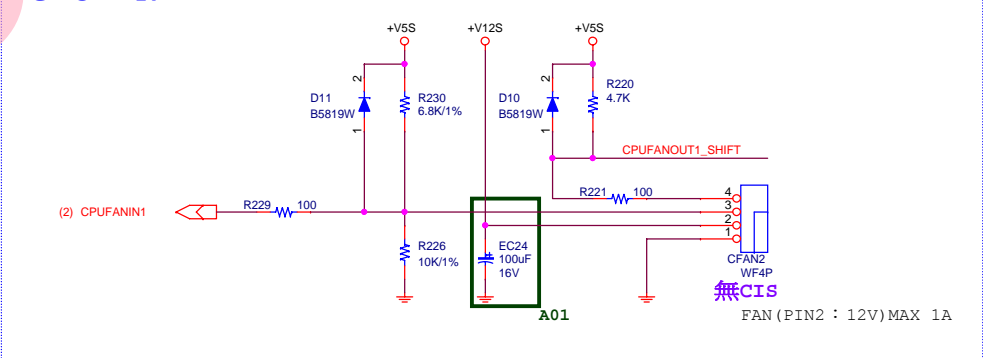 +V5S
+V12S
+V5S
2
D11
B5819W
1
R230
6.8K/1%
2
D10
B5819W
1
R220
4.7K
CPUFANOUT1_SHIFT
R221
100
4
3
2
1
(2) CPUFANIN1
R229
100
R226
10K/1%
EC24
100uF
16V
CFAN2
WF4P
無CIS
A01
FAN(PIN2:12V)MAX 1A